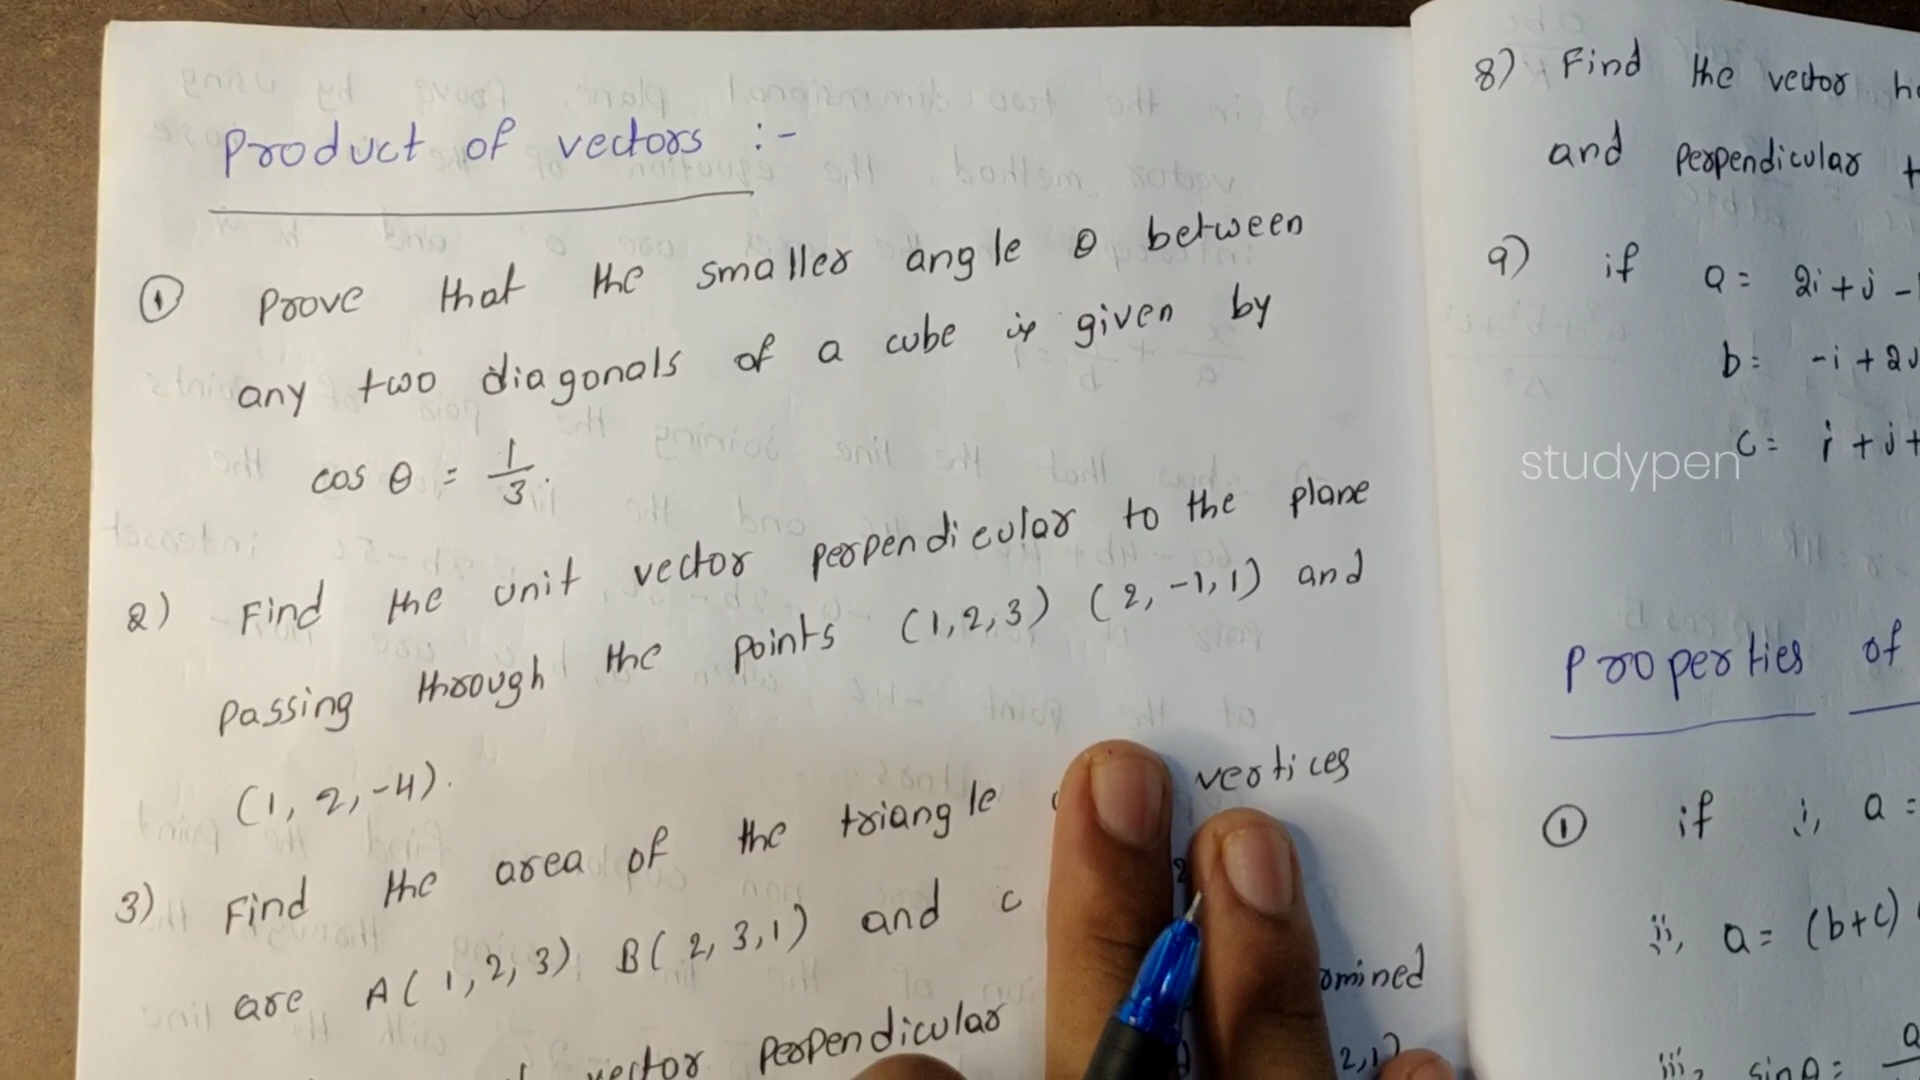 Product of vectors :-
① Prove that the smaller angle θ between
any two diagonals of a cube is given by
cos θ = 1/3.
2) Find the unit vector perpendicular to the plane
passing through the points (1,2,3) (2,-1,1) and
(1, 2,-4).
3) Find the area of the triangle vertices
are A(1,2,3) B(2,3,1) and c
vector perpendicular omined
2,1)
8) Find the vector
and perpendicular
9) if a= 2i+j-
b= -i+2j
c= i+j+
studypen
Properties of
① if i, a=
ii, a= (b+c)
iii, sinθ=